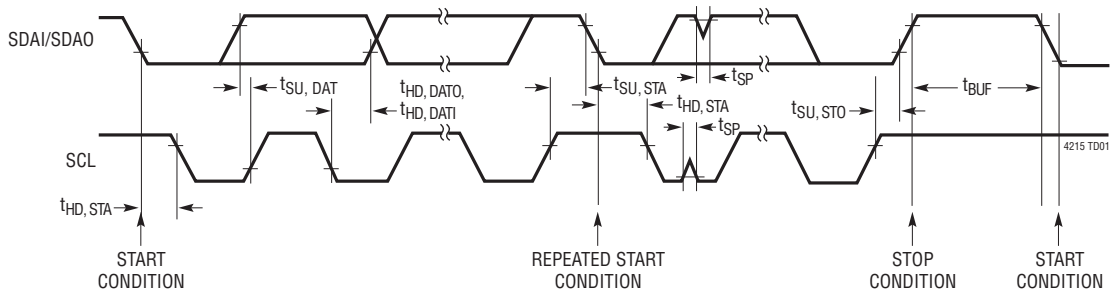 SDAI/SDAO
tSU, DAT
tHD, DATO,
tHD, DATI
tSU, STA
tHD, STA
tSP
tSP
tSU, STO
tBUF
4215 TD01
SCL
tHD, STA
START
CONDITION
REPEATED START
CONDITION
STOP
CONDITION
START
CONDITION